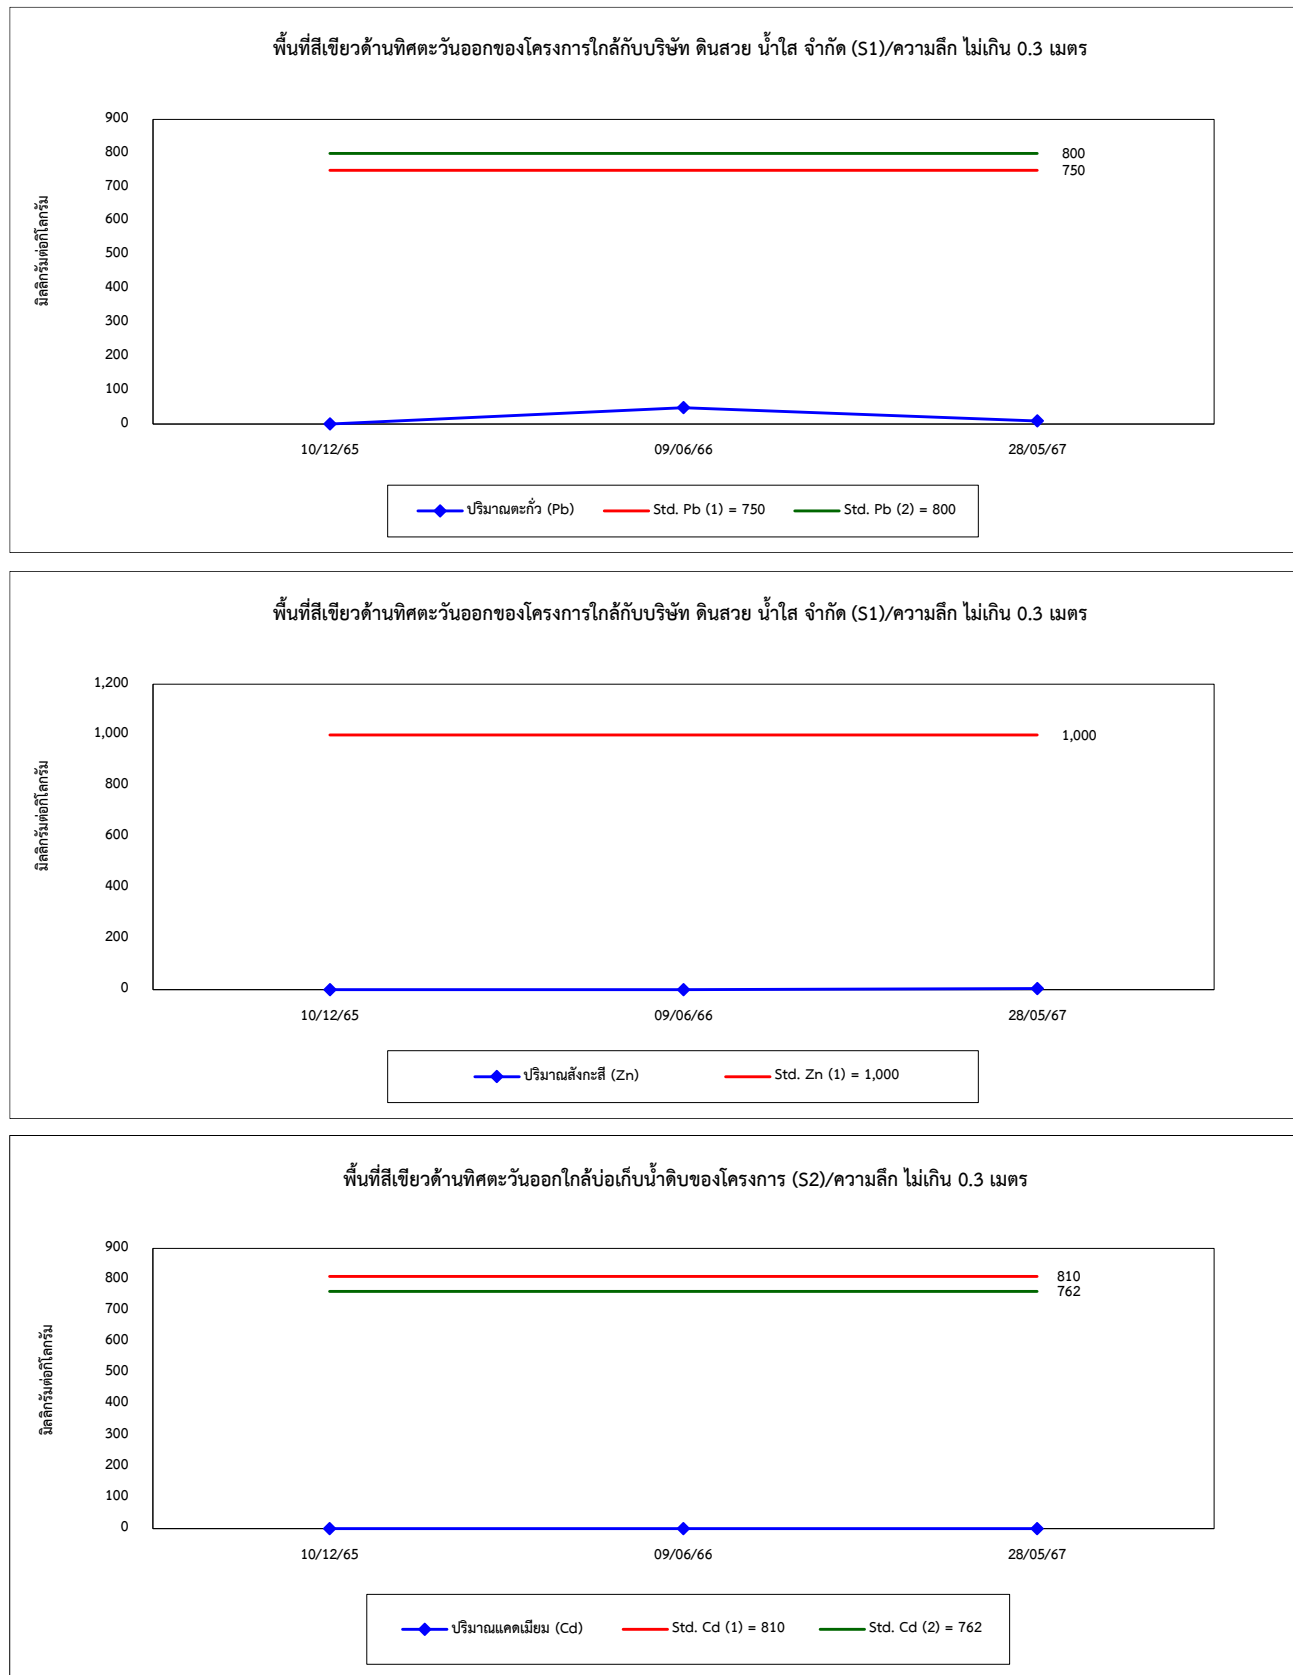 พื้นที่สีเขียวด้านทิศตะวันออกของโครงการใกล้กับบริษัท ดินสวย น้ำใส จำกัด (S1)/ความลึก ไม่เกิน 0.3 เมตร
มิลลิกรัมต่อกิโลกรัม
900
800
700
600
500
400
300
200
100
0
800
750
10/12/65 09/06/66 28/05/67
ปริมาณตะกั่ว (Pb) Std. Pb (1) = 750 Std. Pb (2) = 800
พื้นที่สีเขียวด้านทิศตะวันออกของโครงการใกล้กับบริษัท ดินสวย น้ำใส จำกัด (S1)/ความลึก ไม่เกิน 0.3 เมตร
มิลลิกรัมต่อกิโลกรัม
1,200
1,000
800
600
400
200
0
1,000
10/12/65 09/06/66 28/05/67
ปริมาณสังกะสี (Zn) Std. Zn (1) = 1,000
พื้นที่สีเขียวด้านทิศตะวันออกใกล้บ่อเก็บน้ำดิบของโครงการ (S2)/ความลึก ไม่เกิน 0.3 เมตร
มิลลิกรัมต่อกิโลกรัม
900
800
700
600
500
400
300
200
100
0
810
762
10/12/65 09/06/66 28/05/67
ปริมาณแคดเมียม (Cd) Std. Cd (1) = 810 Std. Cd (2) = 762